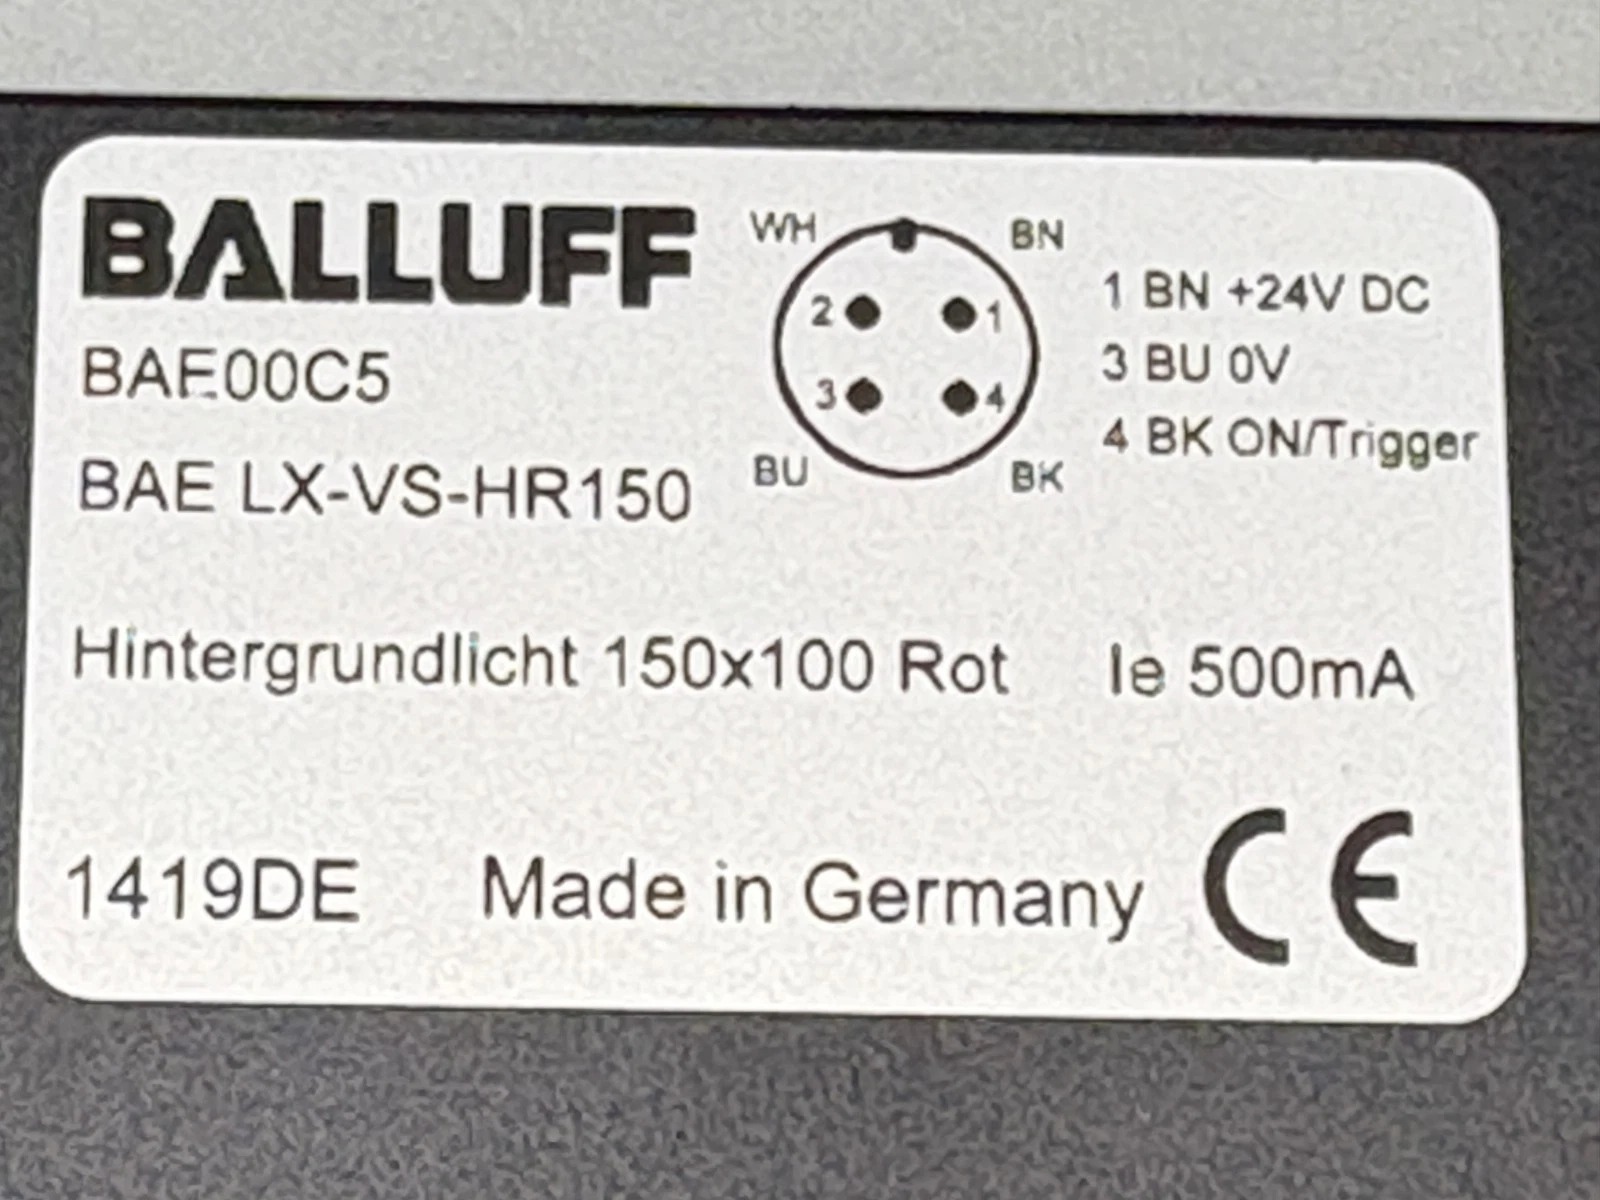 BALLUFF
BAE00C5
BAE LX-VS-HR150
WH BN
2 1
3 4
BU BK
1 BN +24V DC
3 BU 0V
4 BK ON/Trigger
Hintergrundlicht 150x100 Rot Ie 500mA
1419DE Made in Germany CE